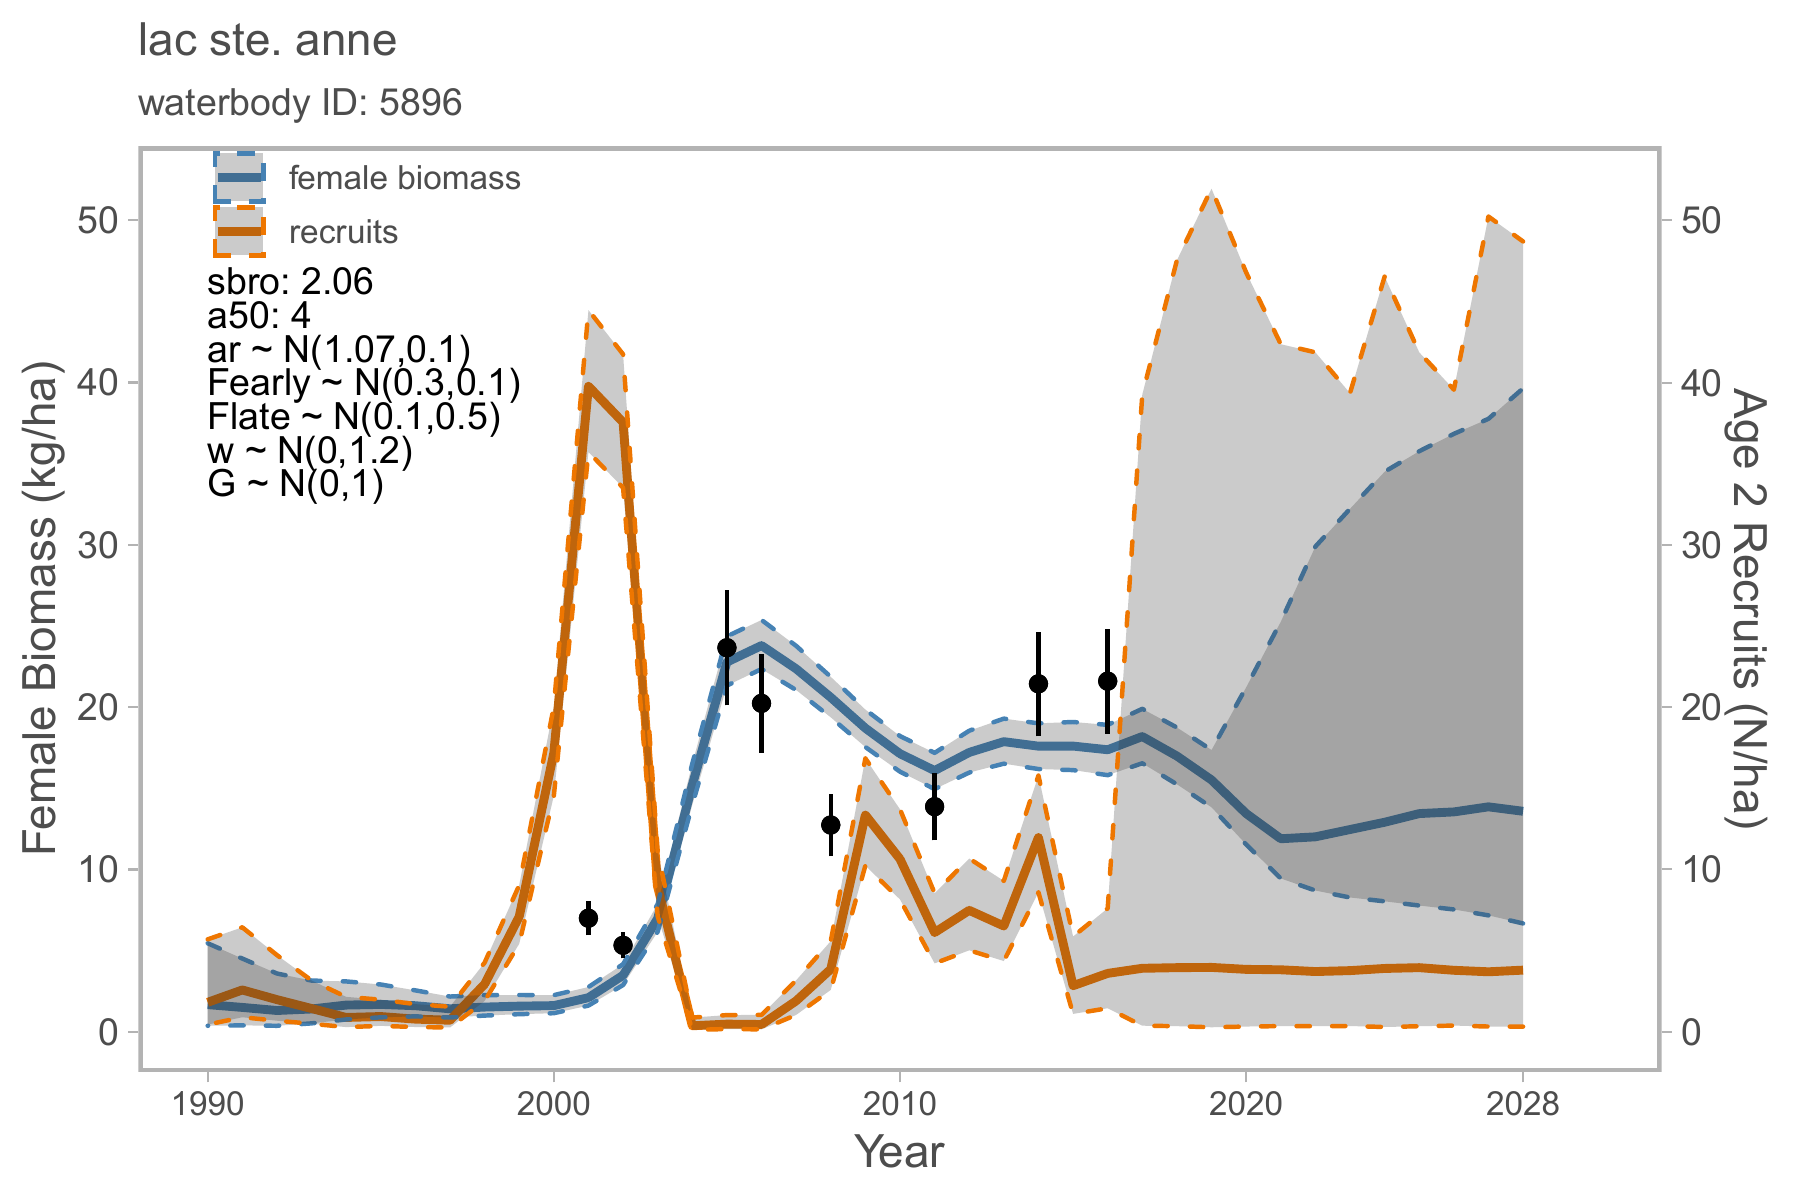 lac ste. anne
waterbody ID: 5896
female biomass
recruits
sbro: 2.06
a50: 4
ar ~ N(1.07,0.1)
Fearly ~ N(0.3,0.1)
Flate ~ N(0.1,0.5)
w ~ N(0,1.2)
G ~ N(0,1)
Female Biomass (kg/ha)
50
40
30
20
10
0
Age 2 Recruits (N/ha)
50
40
30
20
10
0
1990
2000
2010
2020
2028
Year